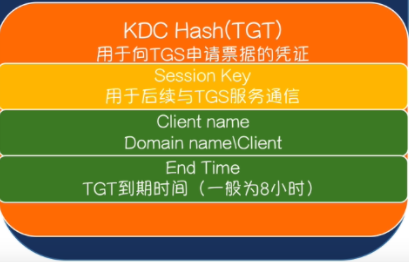 KDC Hash(TGT)
用于向TGS申请票据的凭证
Session Key
用于后续与TGS服务通信
Client name
Domain name\Client
End Time
TGT到期时间（一般为8小时）